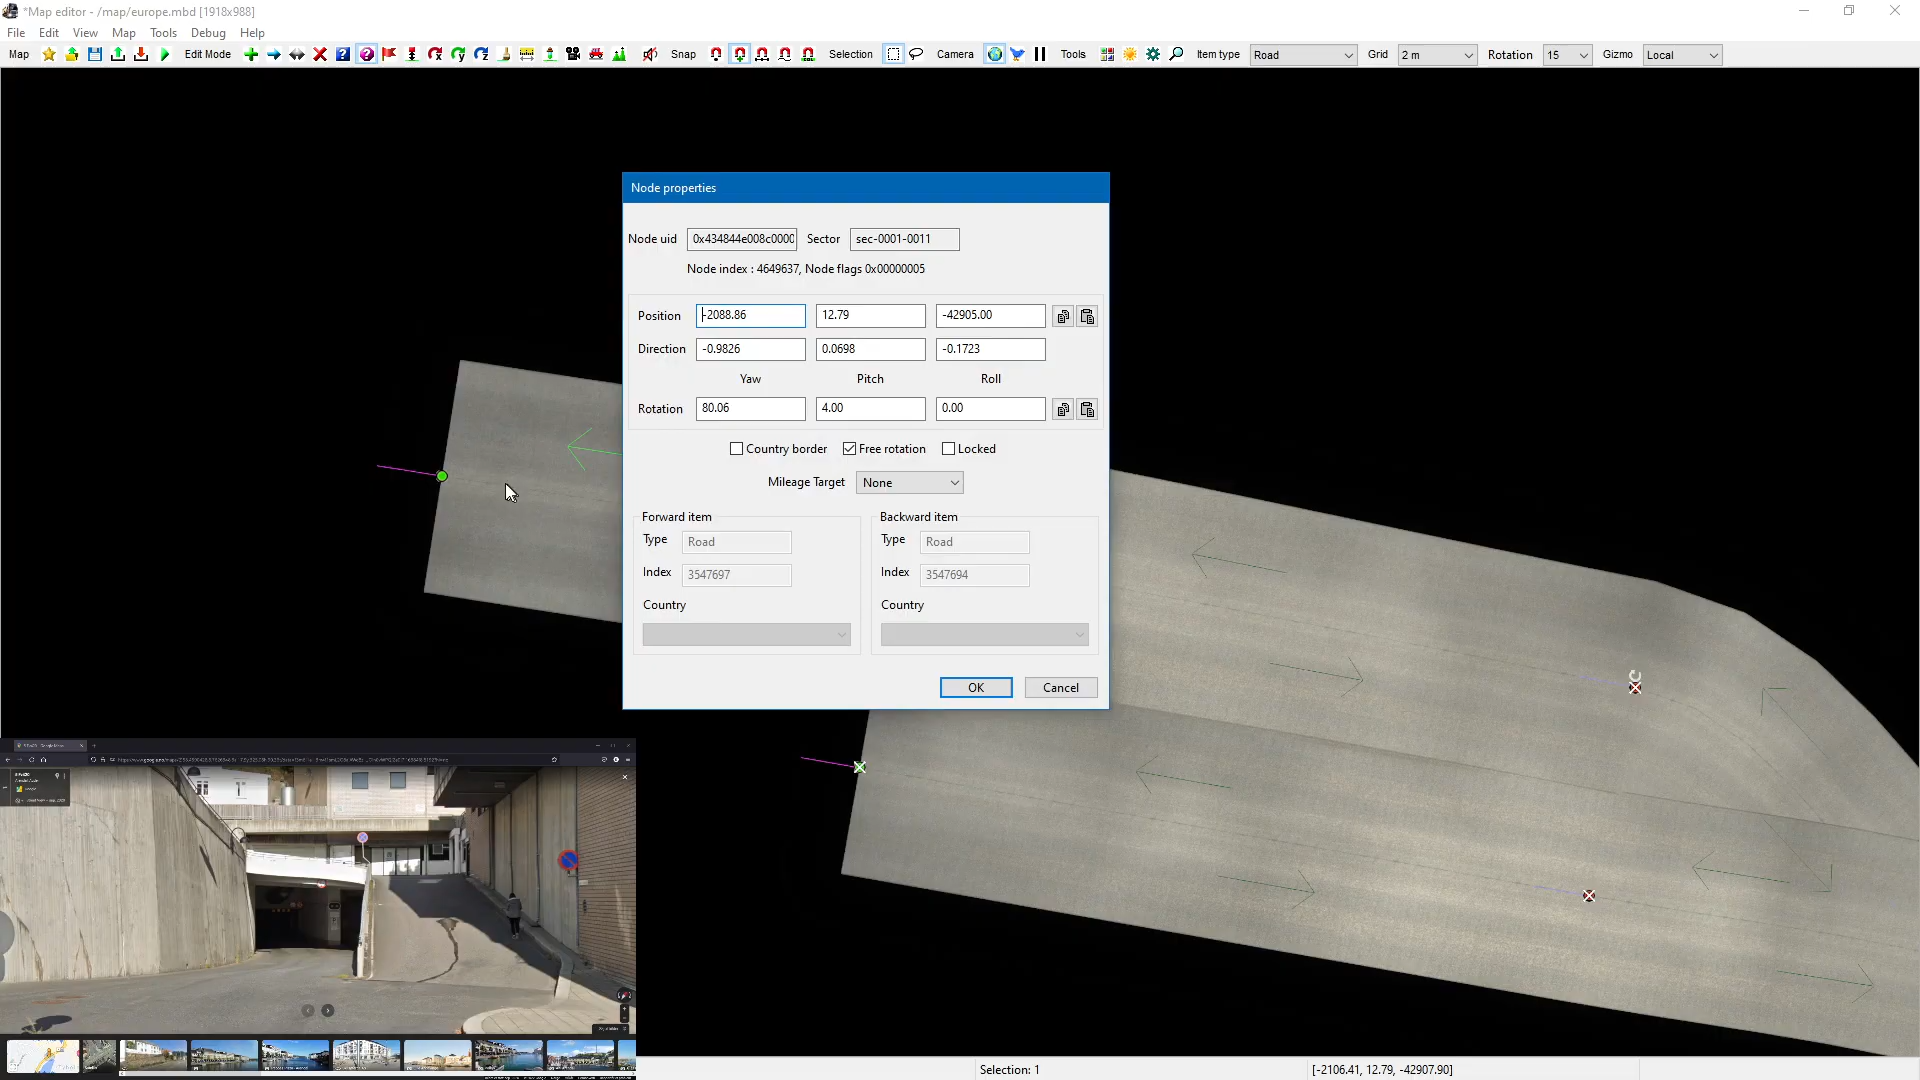 *Map editor - /map/europe.mbd [1918x988]
File Edit View Map Tools Debug Help
Map Edit Mode Snap Selection Camera Tools Item type Road Grid 2 m Rotation 15 Gizmo Local
Node properties
Node uid 0x434844e008c0000 Sector sec-0001-0011
Node index : 4649637, Node flags 0x00000005
Position -2088.86 12.79 -42905.00
Direction -0.9826 0.0698 -0.1723
Yaw Pitch Roll
Rotation 80.06 4.00 0.00
Country border Free rotation Locked
Mileage Target None
Forward item Backward item
Type Road Type Road
Index 3547697 Index 3547694
Country Country
OK Cancel
Selection: 1 [-2106.41, 12.79, -42907.90]